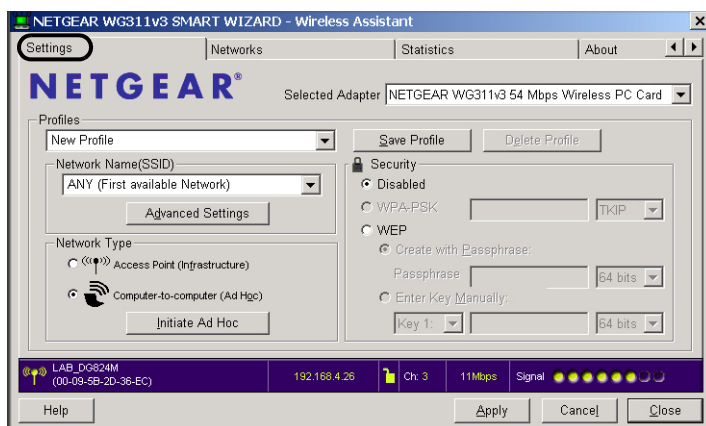 NETGEAR WG311v3 SMART WIZARD - Wireless Assistant
Settings Networks Statistics About
NETGEAR®
Selected Adapter NETGEAR WG311v3 54 Mbps Wireless PC Card
Profiles
New Profile Save Profile Delete Profile
Network Name(SSID)
ANY (First available Network)
Advanced Settings
Network Type
Access Point (Infrastructure)
Computer-to-computer (Ad Hoc)
Initiate Ad Hoc
Security
Disabled
WPA-PSK TKIP
WEP
Create with Passphrase:
Passphrase 64 bits
Enter Key Manually:
Key 1: 64 bits
LAB_DG824M
(00-09-5B-2D-36-EC) 192.168.4.26 Ch: 3 11Mbps Signal
Help Apply Cancel Close